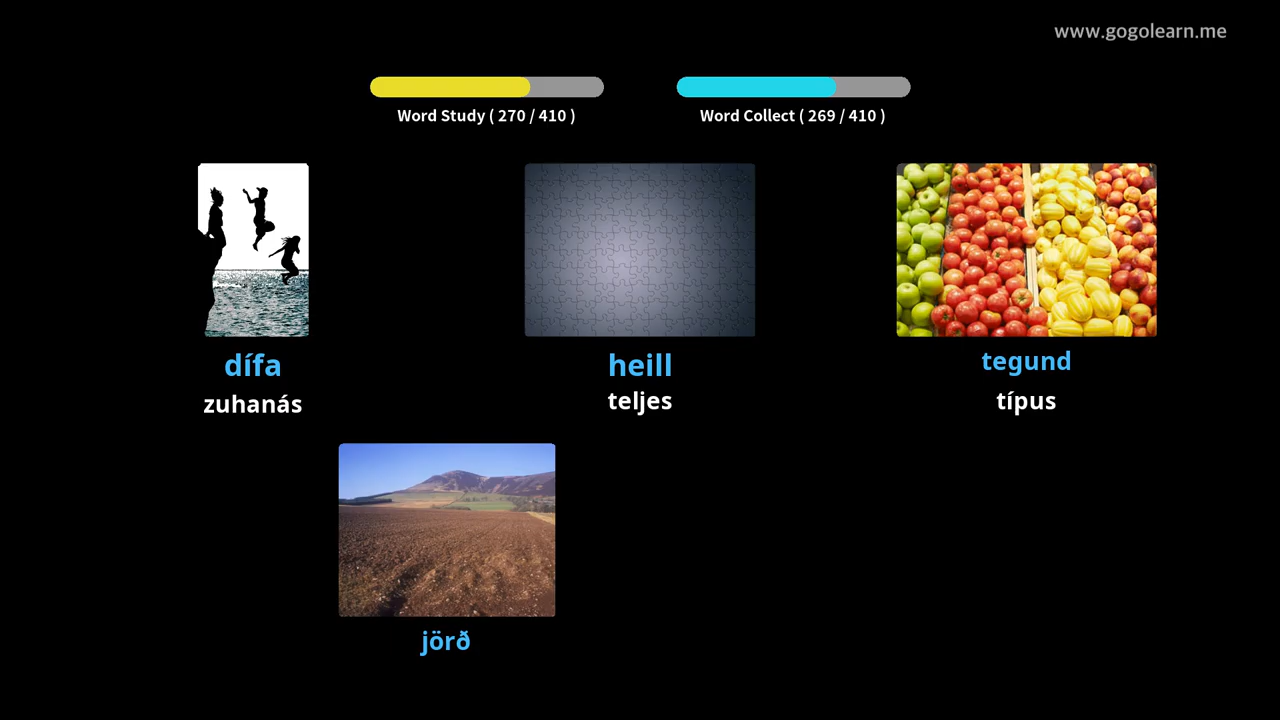 www.gogolearn.me
Word Study ( 270 / 410 )
Word Collect ( 269 / 410 )
dífa
zuhanás
heill
teljes
tegund
típus
jörð